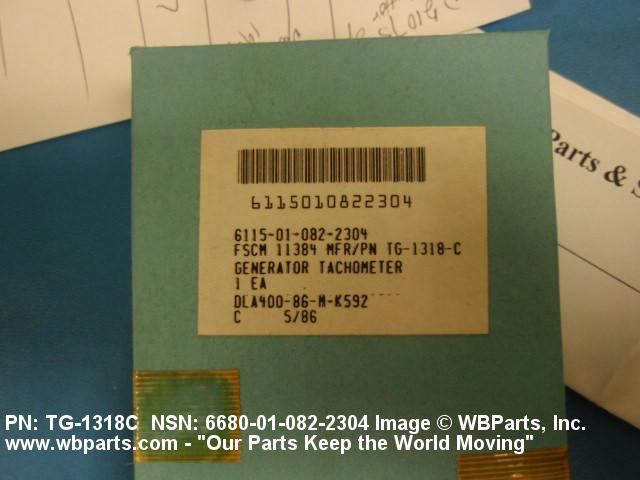 6115010822304
6115-01-082-2304
FSCM 11384 MFR/PN TG-1318-C
GENERATOR TACHOMETER
1 EA
DLA400-86-M-K592
C 5/86
Parts & S
PN: TG-1318C NSN: 6680-01-082-2304 Image © WBParts, Inc.
www.wbparts.com - "Our Parts Keep the World Moving"